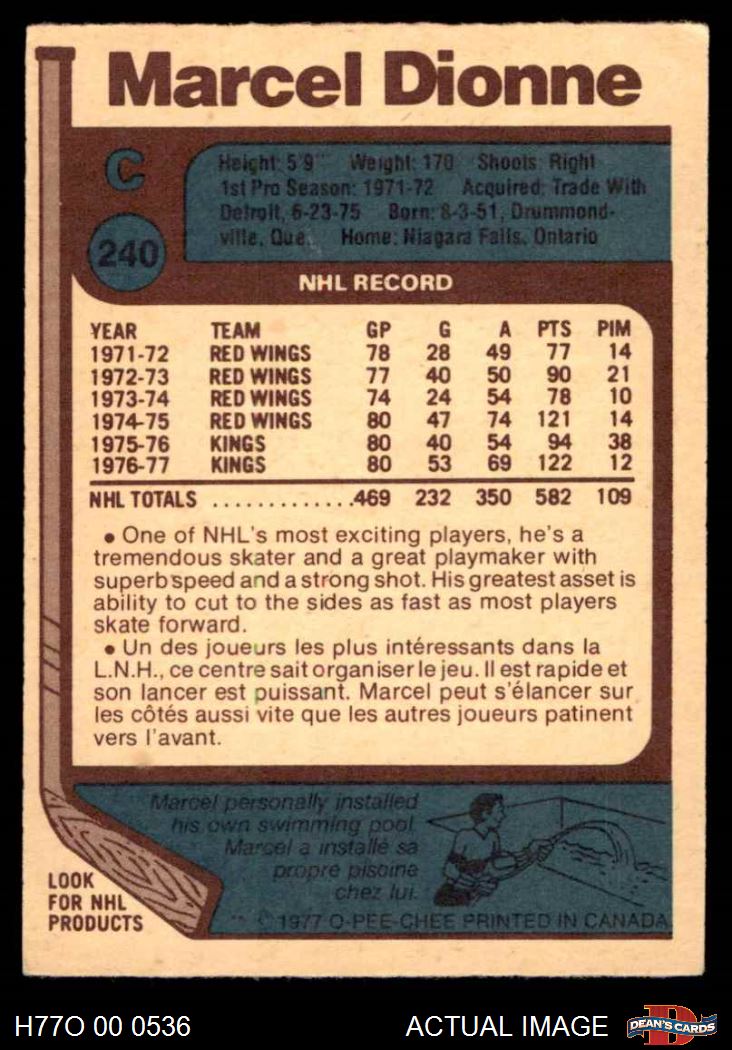 Marcel Dionne
C
Height: 5'9" Weight: 170 Shoots: Right
1st Pro Season: 1971-72 Acquired: Trade With
Detroit, 6-23-75 Born: 8-3-51, Drummond-
ville, Que. Home: Niagara Falls, Ontario
240
NHL RECORD
YEAR TEAM GP G A PTS PIM
1971-72 RED WINGS 78 28 49 77 14
1972-73 RED WINGS 77 40 50 90 21
1973-74 RED WINGS 74 24 54 78 10
1974-75 RED WINGS 80 47 74 121 14
1975-76 KINGS 80 40 54 94 38
1976-77 KINGS 80 53 69 122 12
NHL TOTALS .............469 232 350 582 109
• One of NHL's most exciting players, he's a
tremendous skater and a great playmaker with
superb speed and a strong shot. His greatest asset is
ability to cut to the sides as fast as most players
skate forward.
• Un des joueurs les plus intéressants dans la
L.N.H., ce centre sait organiser le jeu. Il est rapide et
son lancer est puissant. Marcel peut s'élancer sur
les côtés aussi vite que les autres joueurs patinent
vers l'avant.
Marcel personally installed
his own swimming pool.
Marcel a installé sa
propre piscine
chez lui.
LOOK
FOR NHL
PRODUCTS
© 1977 O-PEE-CHEE PRINTED IN CANADA
H77O 00 0536 ACTUAL IMAGE
D
DEAN'S CARDS